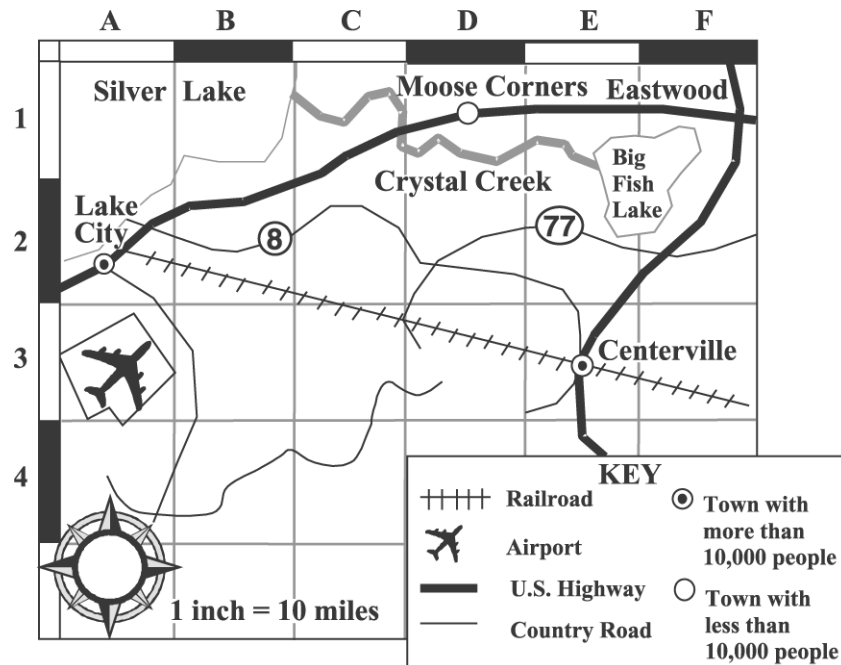 A B C D E F
1
2
3
4
Silver Lake
Moose Corners
Eastwood
Crystal Creek
Big
Fish
Lake
Lake
City
8
77
Centerville
1 inch = 10 miles
KEY
Railroad
Airport
U.S. Highway
Country Road
Town with
more than
10,000 people
Town with
less than
10,000 people